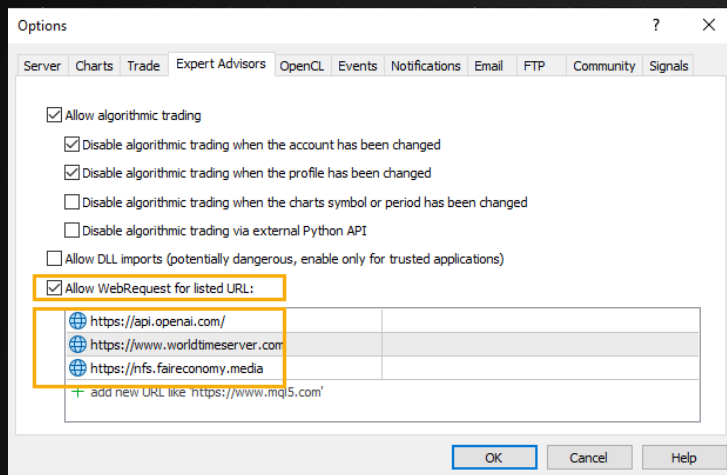 Options
Server Charts Trade Expert Advisors OpenCL Events Notifications Email FTP Community Signals
Allow algorithmic trading
Disable algorithmic trading when the account has been changed
Disable algorithmic trading when the profile has been changed
Disable algorithmic trading when the charts symbol or period has been changed
Disable algorithmic trading via external Python API
Allow DLL imports (potentially dangerous, enable only for trusted applications)
Allow WebRequest for listed URL:
https://api.openai.com/
https://www.worldtimeserver.com
https://nfs.faireconomy.media
add new URL like 'https://www.mql5.com'
OK Cancel Help